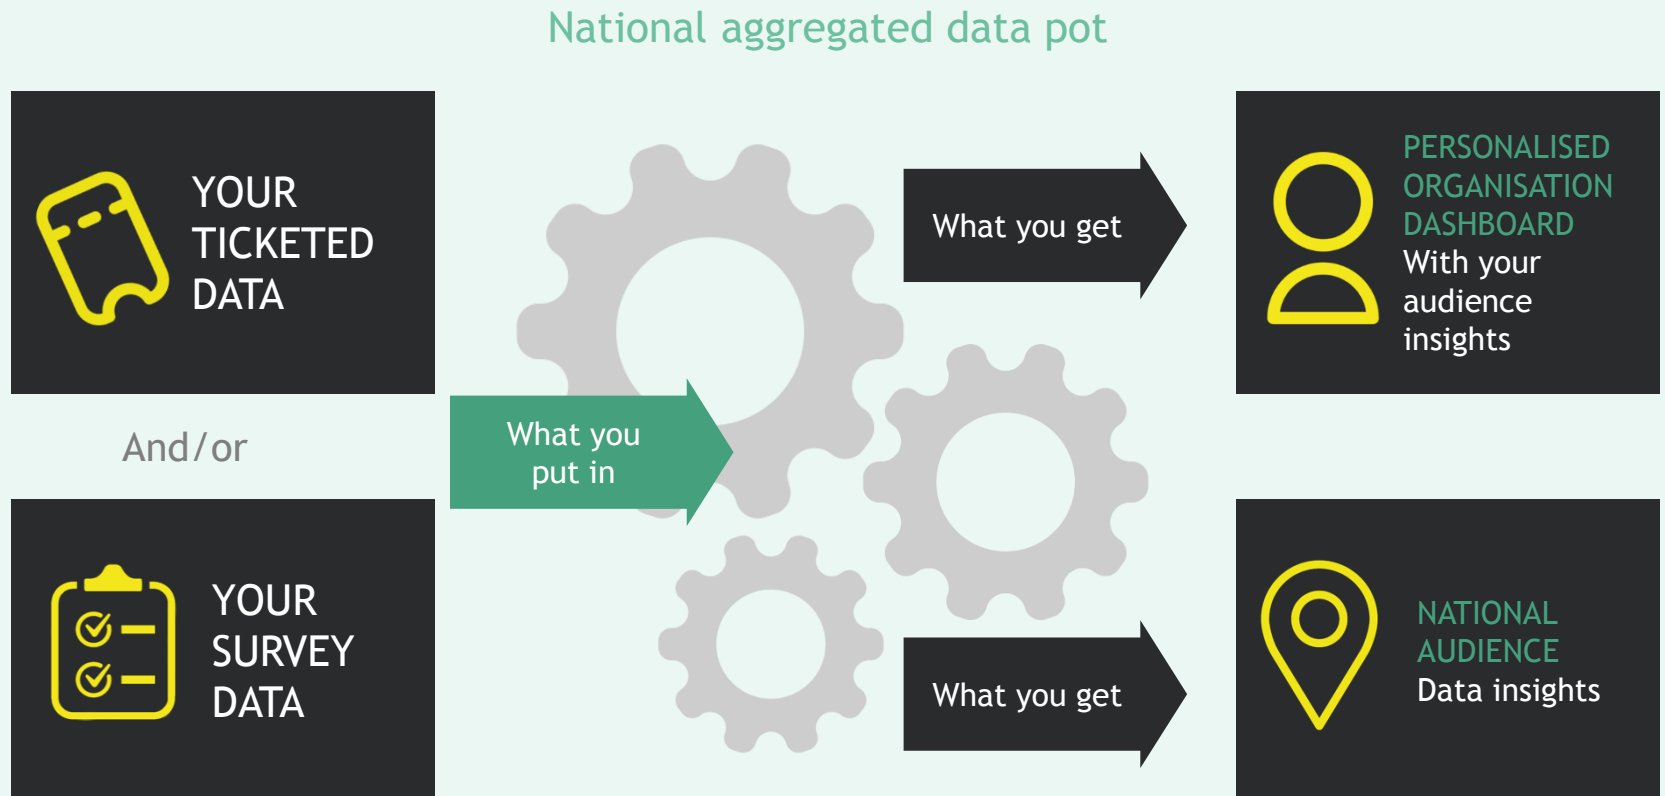 National aggregated data pot
YOUR
TICKETED
DATA
And/or
YOUR
SURVEY
DATA
What you
put in
What you get
What you get
PERSONALISED
ORGANISATION
DASHBOARD
With your
audience
insights
NATIONAL
AUDIENCE
Data insights